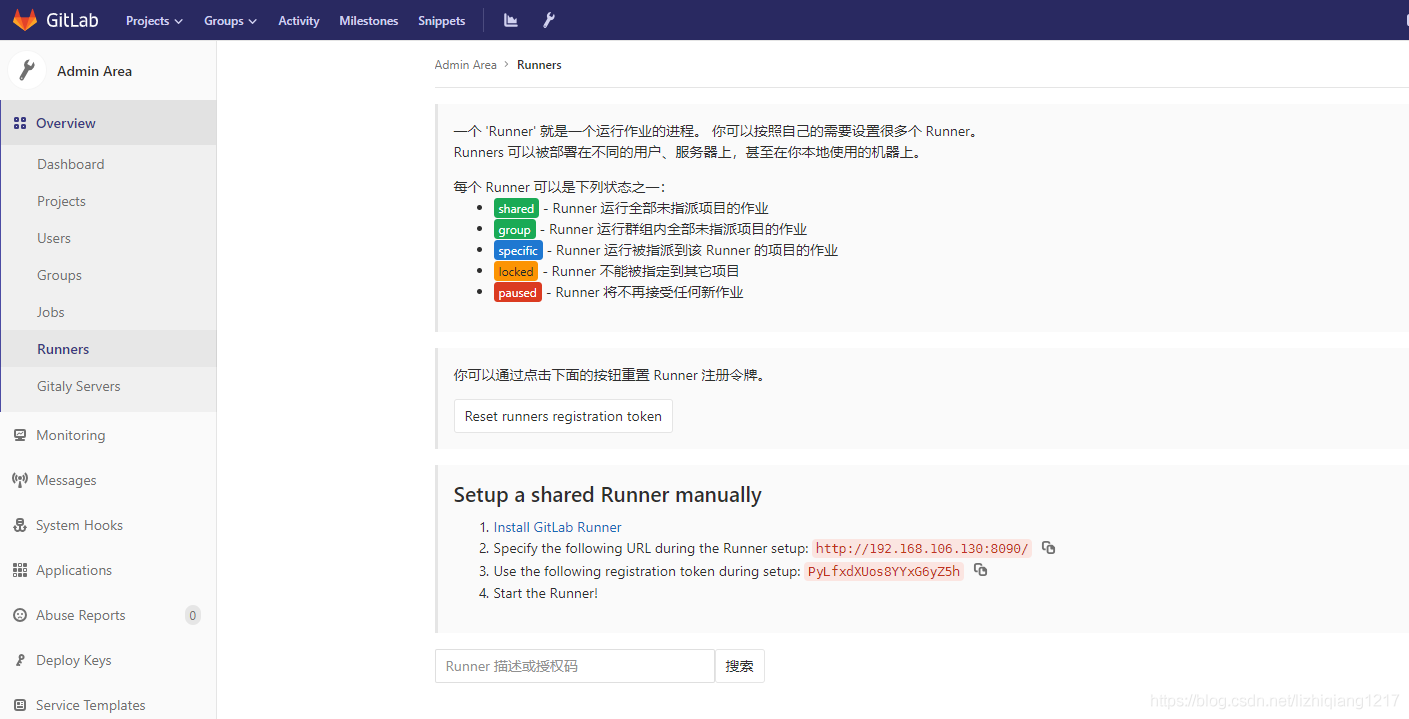 GitLab Projects Groups Activity Milestones Snippets
Admin Area
Overview
Dashboard
Projects
Users
Groups
Jobs
Runners
Gitaly Servers
Monitoring
Messages
System Hooks
Applications
Abuse Reports 0
Deploy Keys
Service Templates
Admin Area › Runners
一个 'Runner' 就是一个运行作业的进程。 你可以按照自己的需要设置很多个 Runner。
Runners 可以被部署在不同的用户、服务器上，甚至在你本地使用的机器上。
每个 Runner 可以是下列状态之一：
• shared - Runner 运行全部未指派项目的作业
• group - Runner 运行群组内全部未指派项目的作业
• specific - Runner 运行被指派到该 Runner 的项目的作业
• locked - Runner 不能被指定到其它项目
• paused - Runner 将不再接受任何新作业
你可以通过点击下面的按钮重置 Runner 注册令牌。
Reset runners registration token
Setup a shared Runner manually
1. Install GitLab Runner
2. Specify the following URL during the Runner setup: http://192.168.106.130:8090/
3. Use the following registration token during setup: PyLfxdXUos8YYxG6yZ5h
4. Start the Runner!
Runner 描述或授权码 搜索
https://blog.csdn.net/lizhiqiang1217